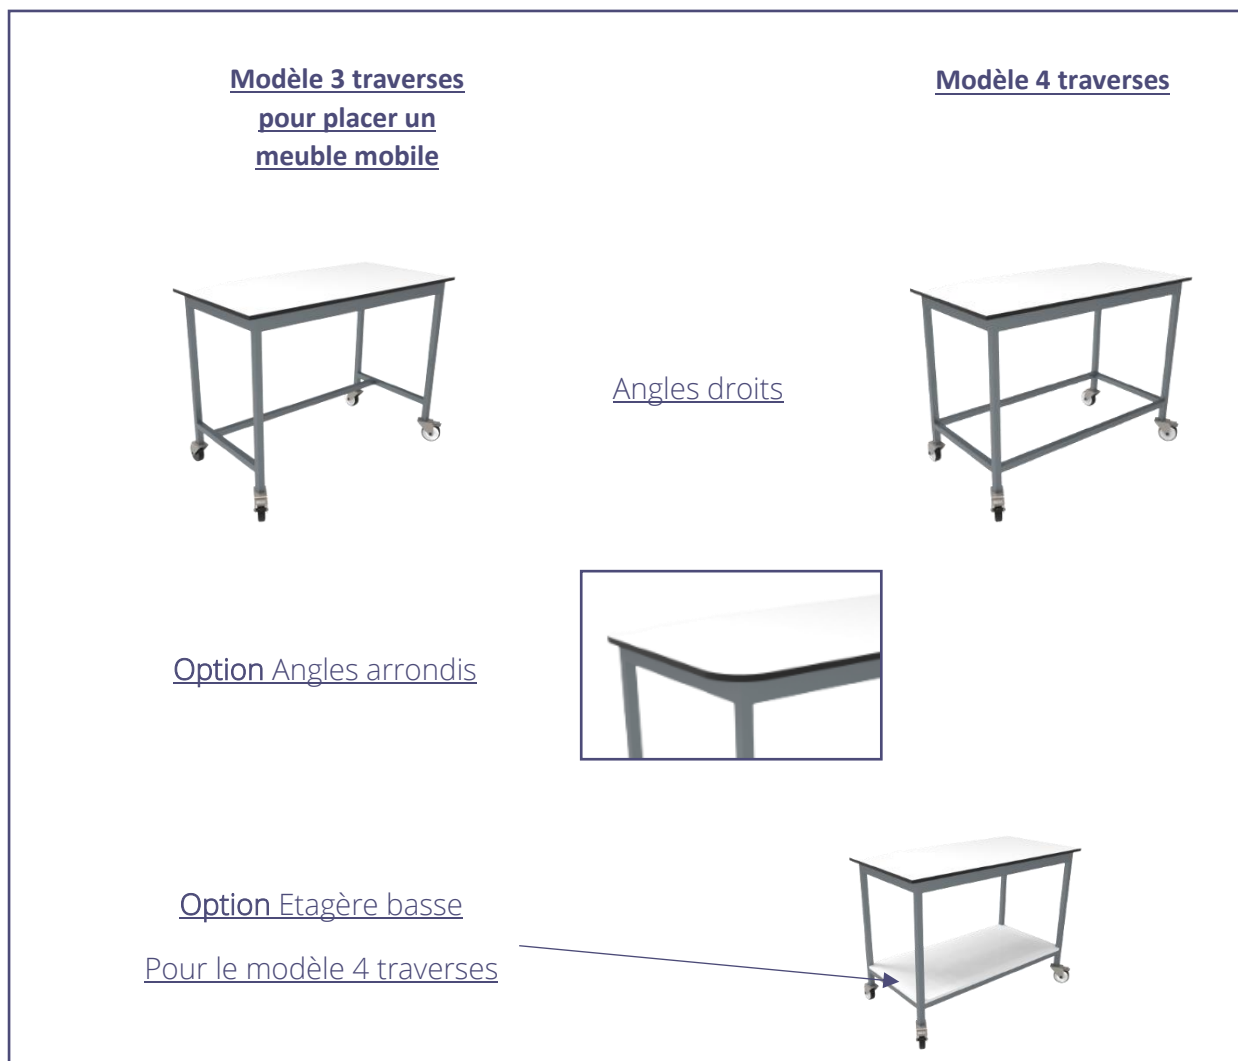 Modèle 3 traverses
pour placer un
meuble mobile
Modèle 4 traverses
Angles droits
Option Angles arrondis
Option Etagère basse
Pour le modèle 4 traverses